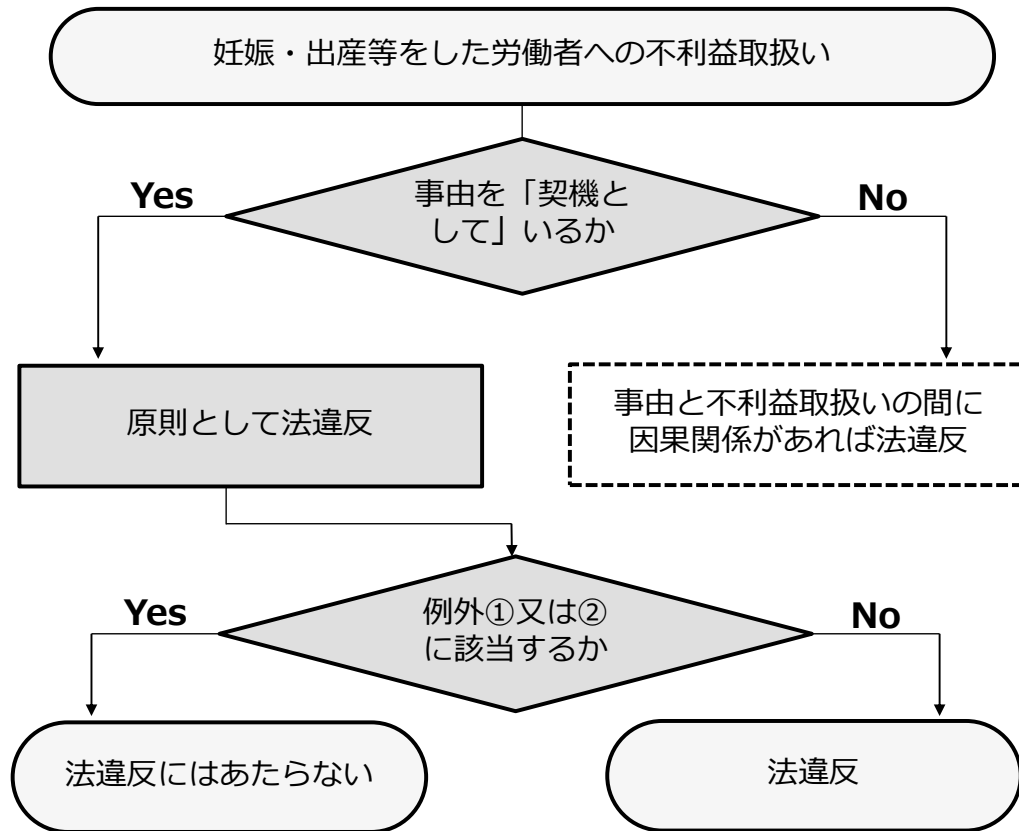 妊娠・出産等をした労働者への不利益取扱い
Yes
事由を「契機と
して」いるか
No
原則として法違反
事由と不利益取扱いの間に
因果関係があれば法違反
Yes
例外①又は②
に該当するか
No
法違反にはあたらない
法違反